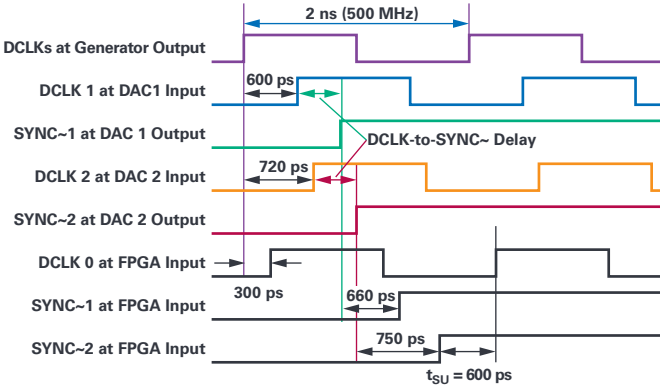 2 ns (500 MHz)
DCLKs at Generator Output
600 ps
DCLK 1 at DAC1 Input
SYNC~1 at DAC 1 Output
DCLK-to-SYNC~ Delay
720 ps
DCLK 2 at DAC 2 Input
SYNC~2 at DAC 2 Output
DCLK 0 at FPGA Input
300 ps
660 ps
SYNC~1 at FPGA Input
750 ps
SYNC~2 at FPGA Input
tSU = 600 ps